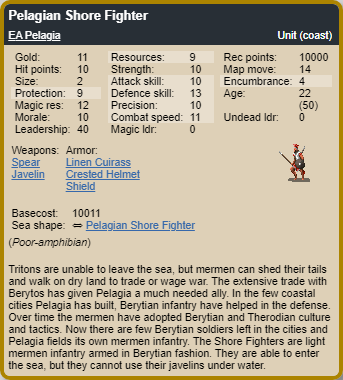 Pelagian Shore Fighter
EA Pelagia Unit (coast)
Gold: 11 Resources: 9 Rec points: 10000
Hit points: 10 Strength: 10 Map move: 14
Size: 2 Attack skill: 10 Encumbrance: 4
Protection: 9 Defence skill: 13 Age: 22
Magic res: 12 Precision: 10 (50)
Morale: 10 Combat speed: 11 Undead ldr: 0
Leadership: 40 Magic ldr: 0
Weapons: Armor:
Spear Linen Cuirass
Javelin Crested Helmet
Shield
Basecost: 10011
Sea shape: ⇔ Pelagian Shore Fighter
(Poor-amphibian)
Tritons are unable to leave the sea, but mermen can shed their tails
and walk on dry land to trade or wage war. The extensive trade with
Berytos has given Pelagia a much needed ally. In the few coastal
cities Pelagia has built, Berytian infantry have helped in the defense.
Over time the mermen have adopted Berytian and Therodian culture
and tactics. Now there are few Berytian soldiers left in the cities and
Pelagia fields its own mermen infantry. The Shore Fighters are light
mermen infantry armed in Berytian fashion. They are able to enter
the sea, but they cannot use their javelins under water.